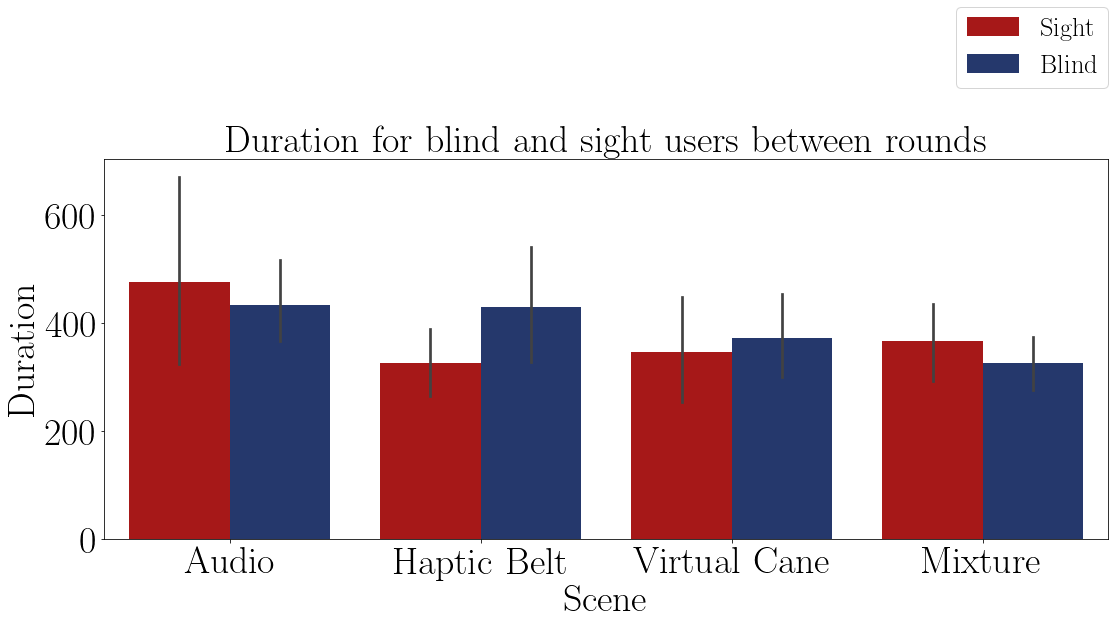 Sight
Blind
Duration for blind and sight users between rounds
Duration
600
400
200
0
Audio
Haptic Belt
Virtual Cane
Mixture
Scene